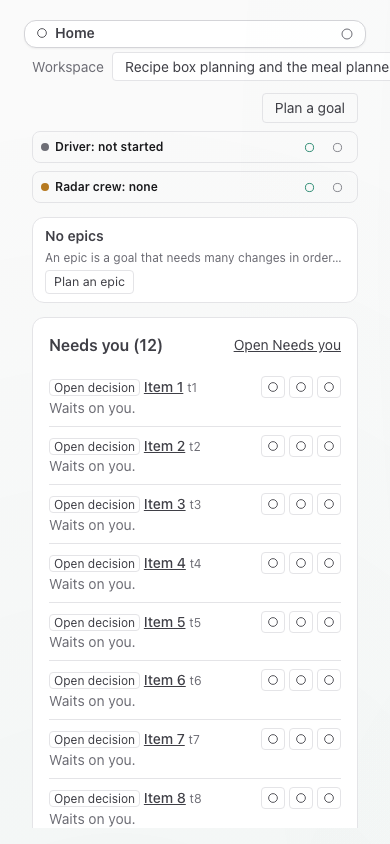 Home
Workspace Recipe box planning and the meal planne
Plan a goal
Driver: not started
Radar crew: none
No epics
An epic is a goal that needs many changes in order...
Plan an epic
Needs you (12) Open Needs you
Open decision Item 1 t1
Waits on you.
Open decision Item 2 t2
Waits on you.
Open decision Item 3 t3
Waits on you.
Open decision Item 4 t4
Waits on you.
Open decision Item 5 t5
Waits on you.
Open decision Item 6 t6
Waits on you.
Open decision Item 7 t7
Waits on you.
Open decision Item 8 t8
Waits on you.